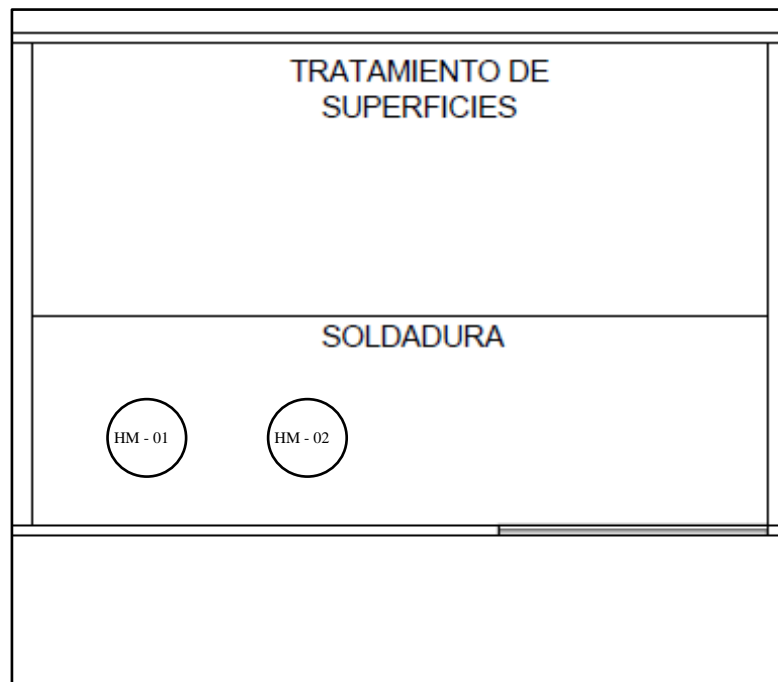 TRATAMIENTO DE
SUPERFICIES
SOLDADURA
HM - 01
HM - 02